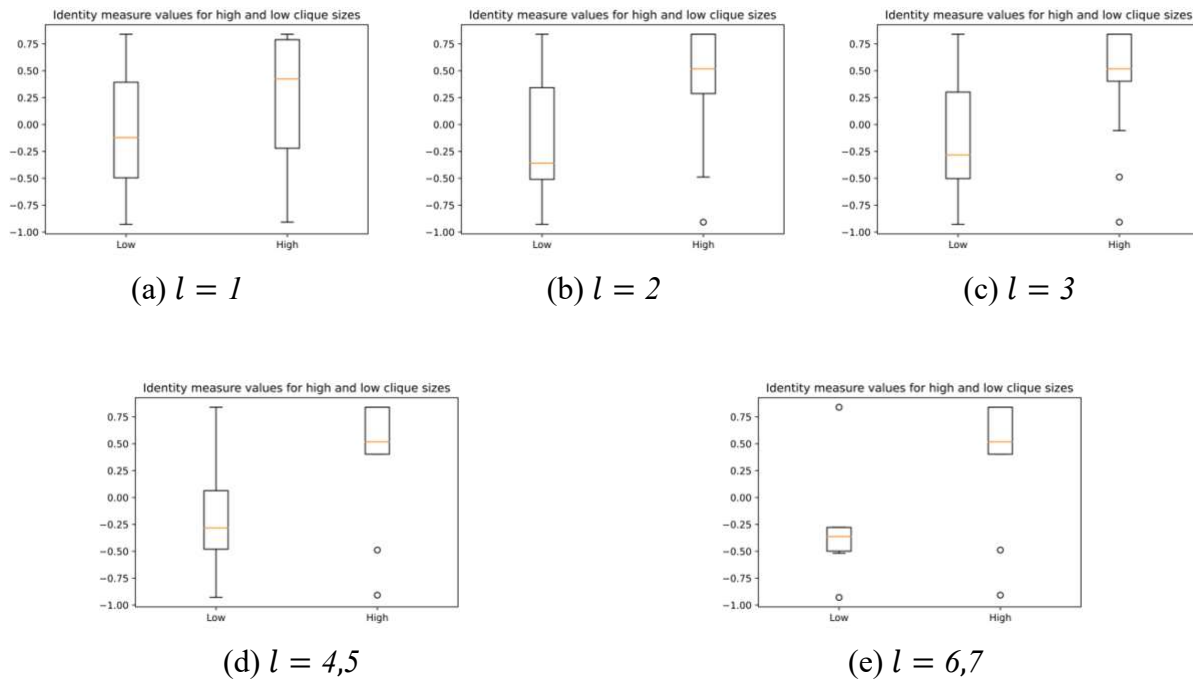 Identity measure values for high and low clique sizes
0.75
0.50
0.25
0.00
−0.25
−0.50
−0.75
−1.00
Low High
(a) l = 1
Identity measure values for high and low clique sizes
0.75
0.50
0.25
0.00
−0.25
−0.50
−0.75
−1.00
Low High
(b) l = 2
Identity measure values for high and low clique sizes
0.75
0.50
0.25
0.00
−0.25
−0.50
−0.75
−1.00
Low High
(c) l = 3
Identity measure values for high and low clique sizes
0.75
0.50
0.25
0.00
−0.25
−0.50
−0.75
−1.00
Low High
(d) l = 4,5
Identity measure values for high and low clique sizes
0.75
0.50
0.25
0.00
−0.25
−0.50
−0.75
−1.00
Low High
(e) l = 6,7